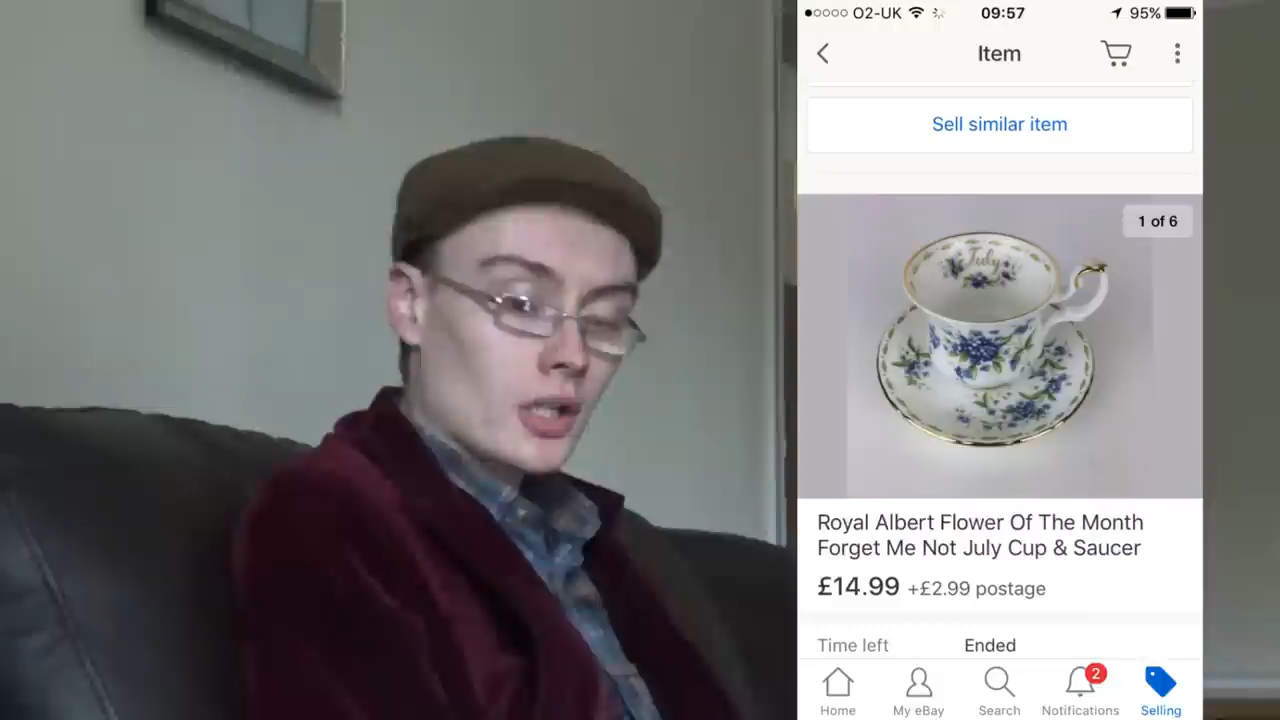 O2-UK 09:57 95%
Item
Sell similar item
1 of 6
July
Royal Albert Flower Of The Month
Forget Me Not July Cup & Saucer
£14.99 +£2.99 postage
Time left Ended
2
Home My eBay Search Notifications Selling